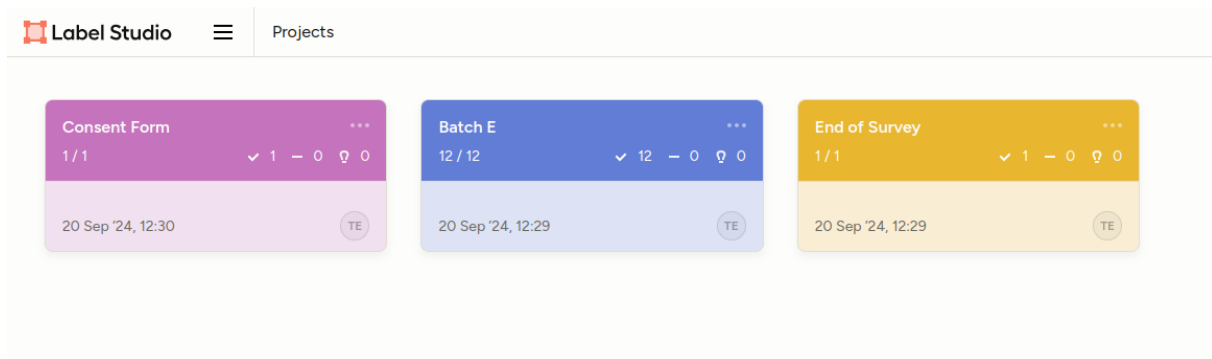 Label Studio
Projects
Consent Form
1 / 1
1 0 0
20 Sep '24, 12:30
TE
Batch E
12 / 12
12 0 0
20 Sep '24, 12:29
TE
End of Survey
1 / 1
1 0 0
20 Sep '24, 12:29
TE